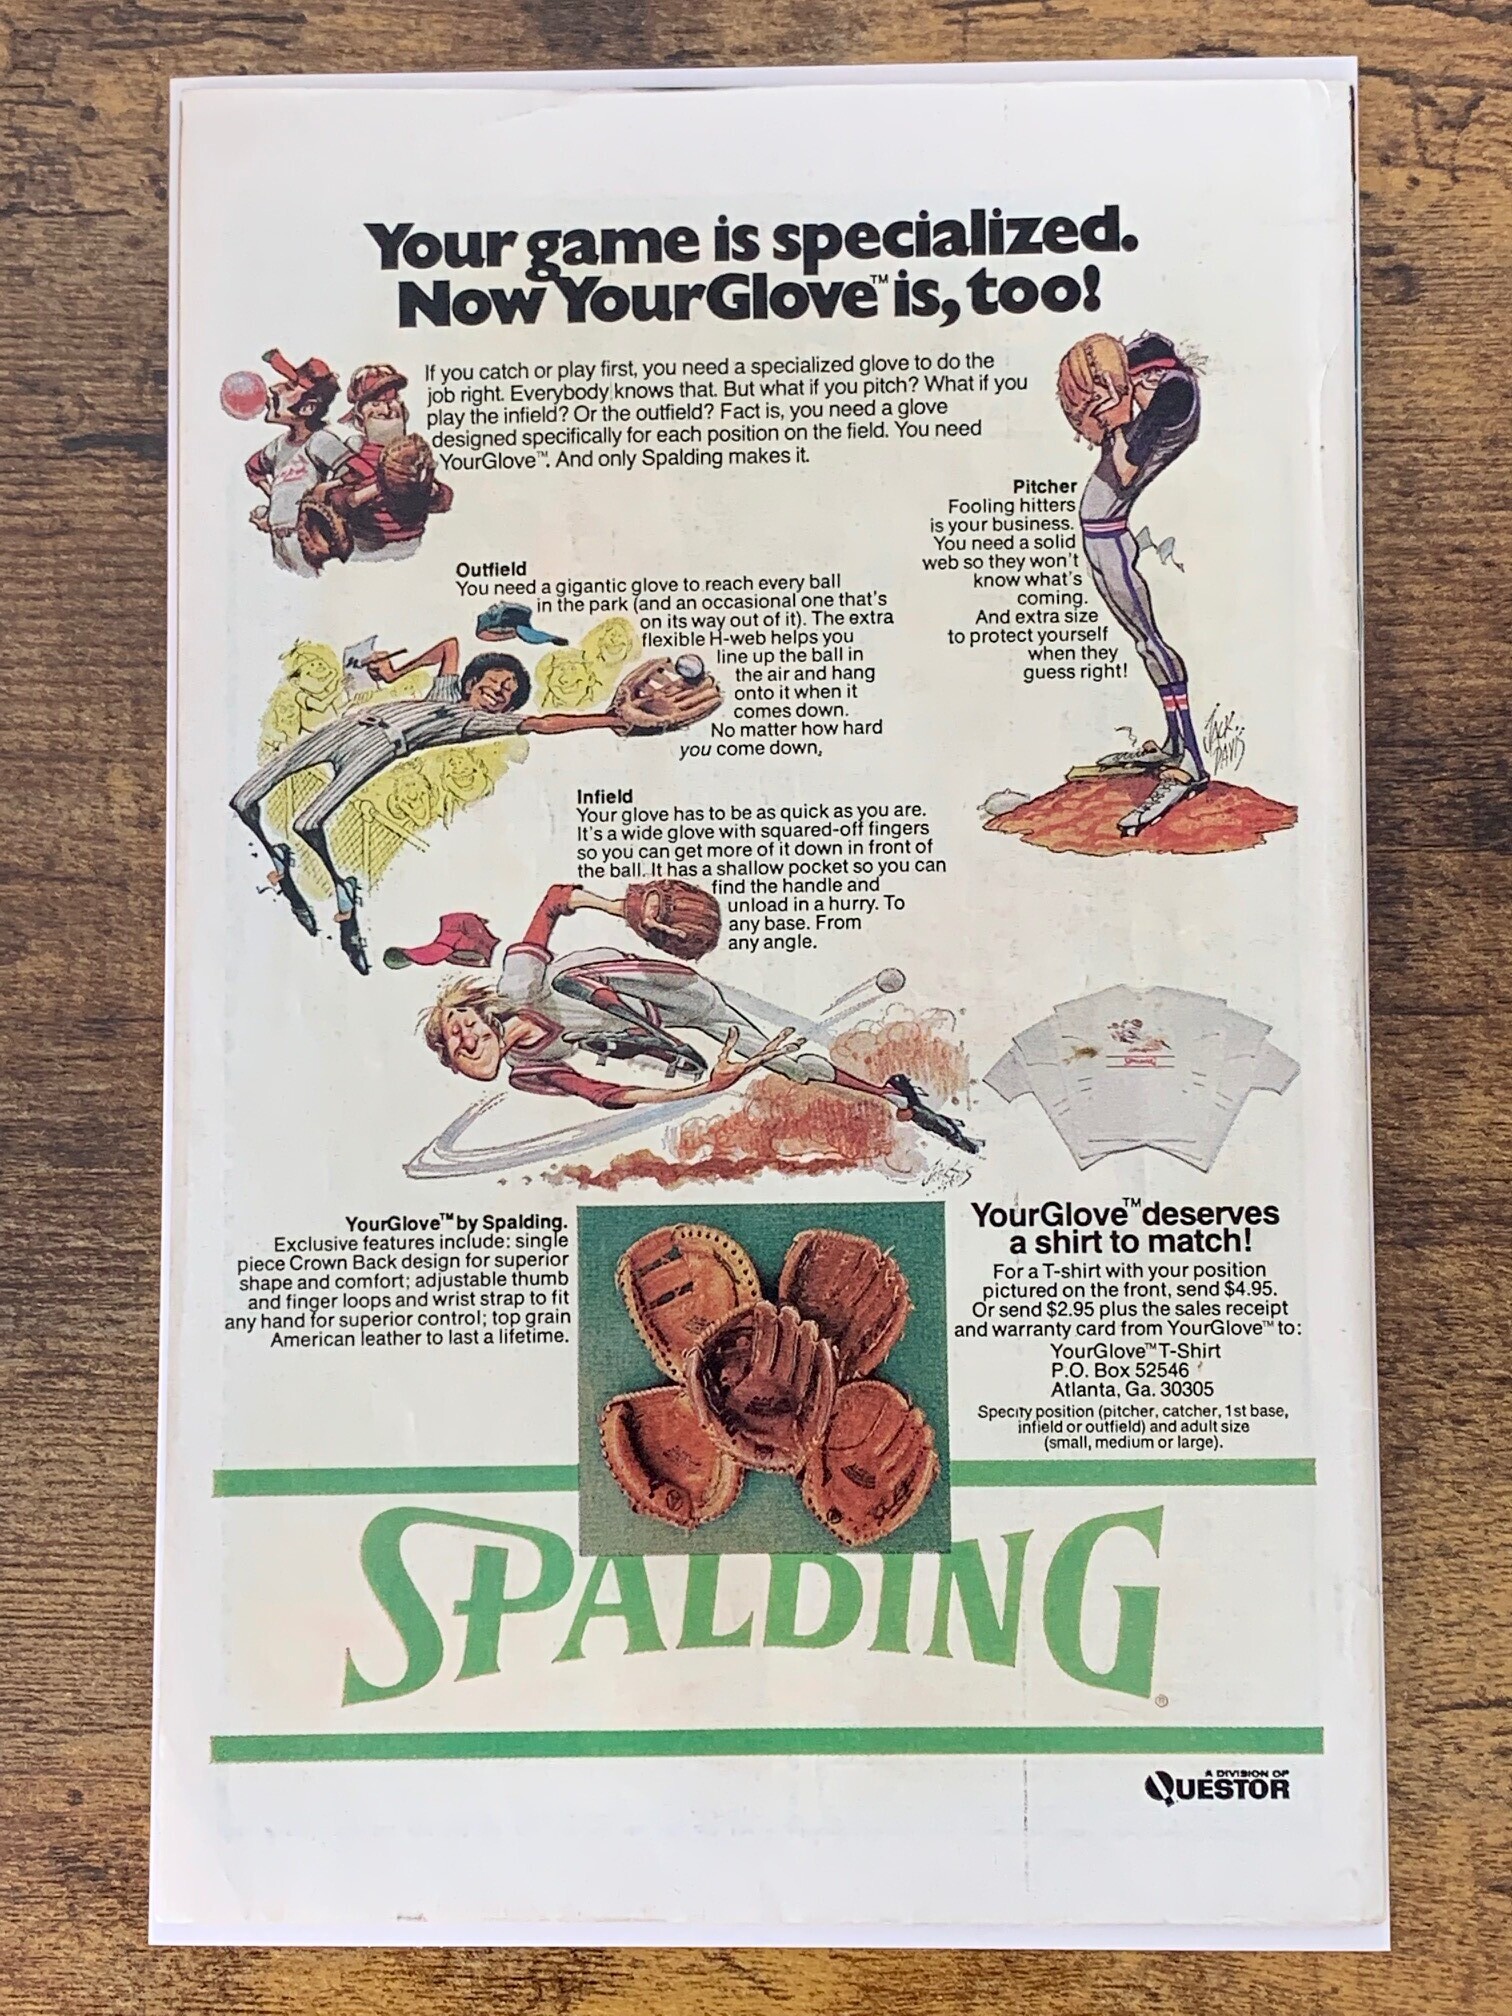 Your game is specialized.
Now YourGlove™ is, too!
If you catch or play first, you need a specialized glove to do the
job right. Everybody knows that. But what if you pitch? What if you
play the infield? Or the outfield? Fact is, you need a glove
designed specifically for each position on the field. You need
YourGlove™. And only Spalding makes it.
Pitcher
Fooling hitters
is your business.
You need a solid
web so they won't
know what's
coming.
And extra size
to protect yourself
when they
guess right!
Outfield
You need a gigantic glove to reach every ball
in the park (and an occasional one that's
on its way out of it). The extra
flexible H-web helps you
line up the ball in
the air and hang
onto it when it
comes down.
No matter how hard
you come down,
JACK
DAVIS
Infield
Your glove has to be as quick as you are.
It's a wide glove with squared-off fingers
so you can get more of it down in front of
the ball. It has a shallow pocket so you can
find the handle and
unload in a hurry. To
any base. From
any angle.
YourGlove™ by Spalding.
Exclusive features include: single
piece Crown Back design for superior
shape and comfort; adjustable thumb
and finger loops and wrist strap to fit
any hand for superior control; top grain
American leather to last a lifetime.
YourGlove™ deserves
a shirt to match!
For a T-shirt with your position
pictured on the front, send $4.95.
Or send $2.95 plus the sales receipt
and warranty card from YourGlove™ to:
YourGlove™ T-Shirt
P.O. Box 52546
Atlanta, Ga. 30305
Specify position (pitcher, catcher, 1st base,
infield or outfield) and adult size
(small, medium or large).
SPALDING®
A DIVISION OF
QUESTOR